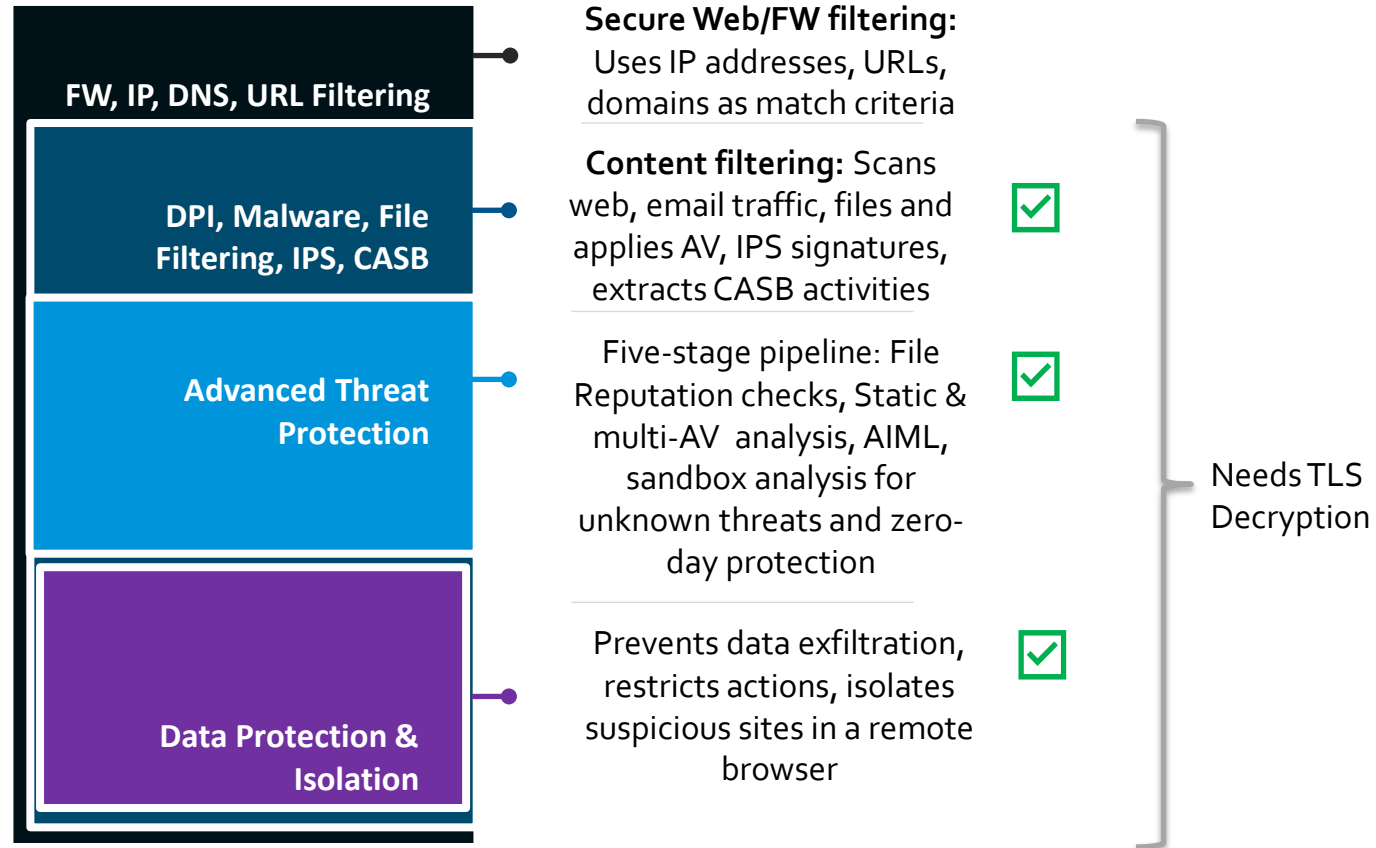 FW, IP, DNS, URL Filtering
Secure Web/FW filtering:
Uses IP addresses, URLs,
domains as match criteria
DPI, Malware, File
Filtering, IPS, CASB
Content filtering: Scans
web, email traffic, files and
applies AV, IPS signatures,
extracts CASB activities
Advanced Threat
Protection
Five-stage pipeline: File
Reputation checks, Static &
multi-AV analysis, AIML,
sandbox analysis for
unknown threats and zero-
day protection
Data Protection &
Isolation
Prevents data exfiltration,
restricts actions, isolates
suspicious sites in a remote
browser
Needs TLS
Decryption